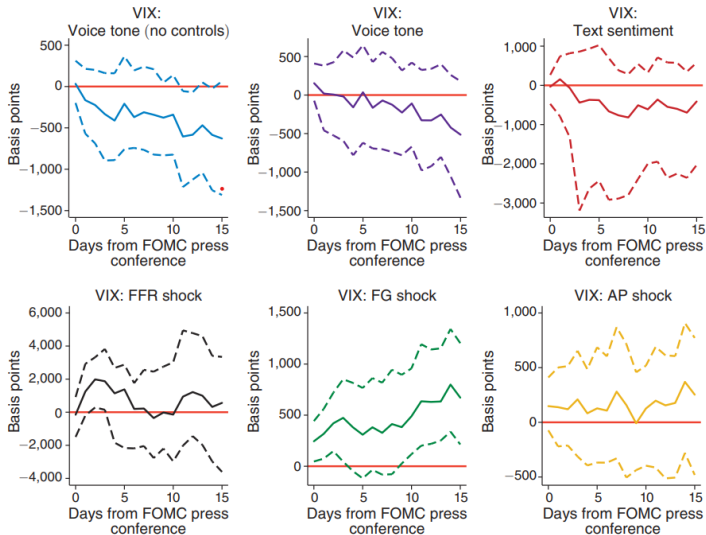 VIX:
Voice tone (no controls)
500
0
−500
−1,000
−1,500
Basis points
0 5 10 15
Days from FOMC press
conference
VIX:
Voice tone
500
0
−500
−1,000
−1,500
Basis points
0 5 10 15
Days from FOMC press
conference
VIX:
Text sentiment
1,000
0
−1,000
−2,000
−3,000
Basis points
0 5 10 15
Days from FOMC press
conference
VIX: FFR shock
6,000
4,000
2,000
0
−2,000
−4,000
Basis points
0 5 10 15
Days from FOMC press
conference
VIX: FG shock
1,500
1,000
500
0
Basis points
0 5 10 15
Days from FOMC press
conference
VIX: AP shock
1,000
500
0
−500
Basis points
0 5 10 15
Days from FOMC press
conference